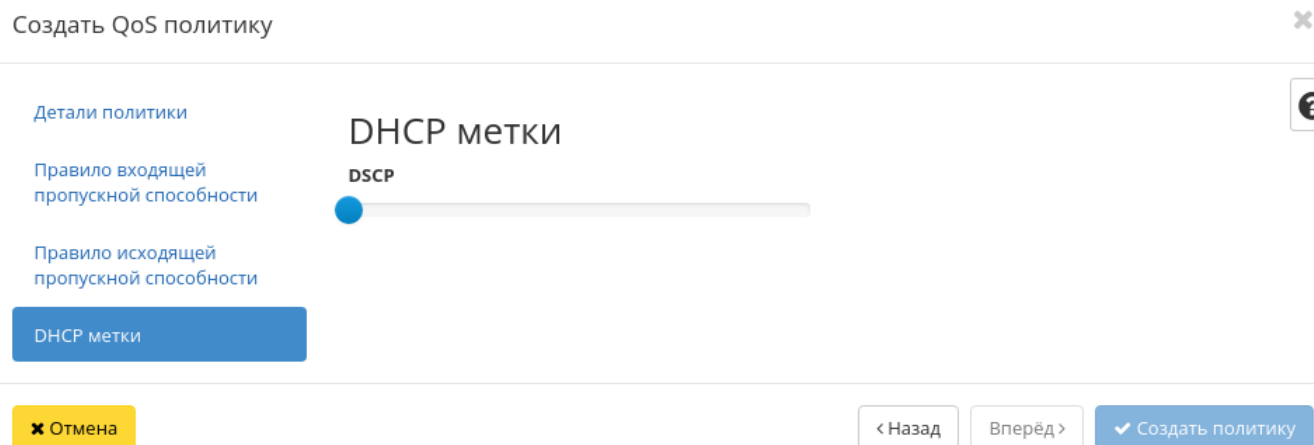 Создать QoS политику
Детали политики
Правило входящей
пропускной способности
Правило исходящей
пропускной способности
DHCP метки
DHCP метки
DSCP
Отмена
Назад
Вперёд
Создать политику